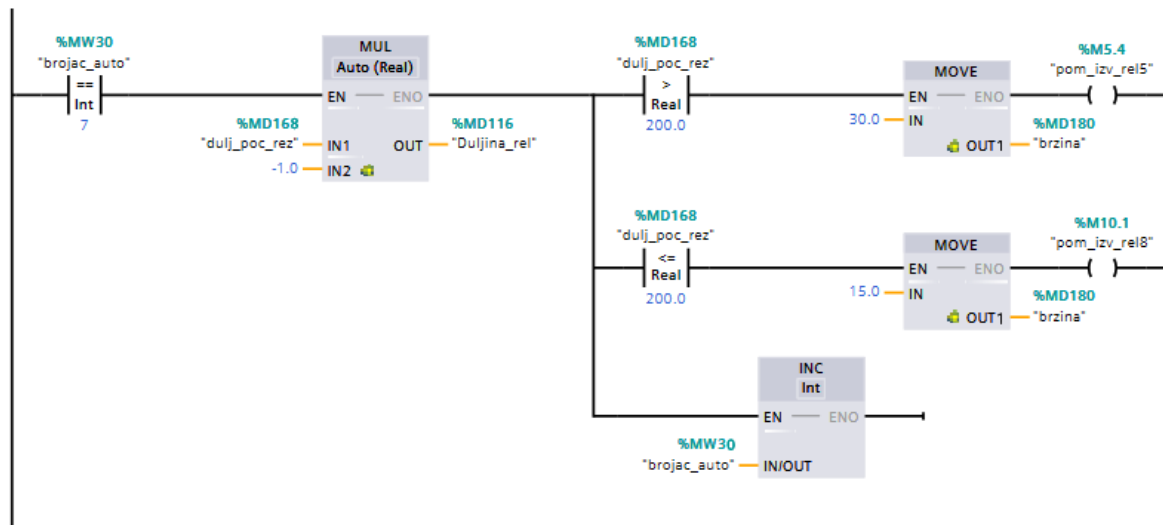 %MW30
"brojac_auto"
==
Int
7
MUL
Auto (Real)
EN ENO
%MD168
"dulj_poc_rez" IN1
-1.0 IN2
OUT
%MD116
"Duljina_rel"
%MD168
"dulj_poc_rez"
>
Real
200.0
MOVE
EN ENO
30.0 IN
OUT1
%MD180
"brzina"
%M5.4
"pom_izv_rel5"
( )
%MD168
"dulj_poc_rez"
<=
Real
200.0
MOVE
EN ENO
15.0 IN
OUT1
%MD180
"brzina"
%M10.1
"pom_izv_rel8"
( )
INC
Int
EN ENO
%MW30
"brojac_auto" IN/OUT